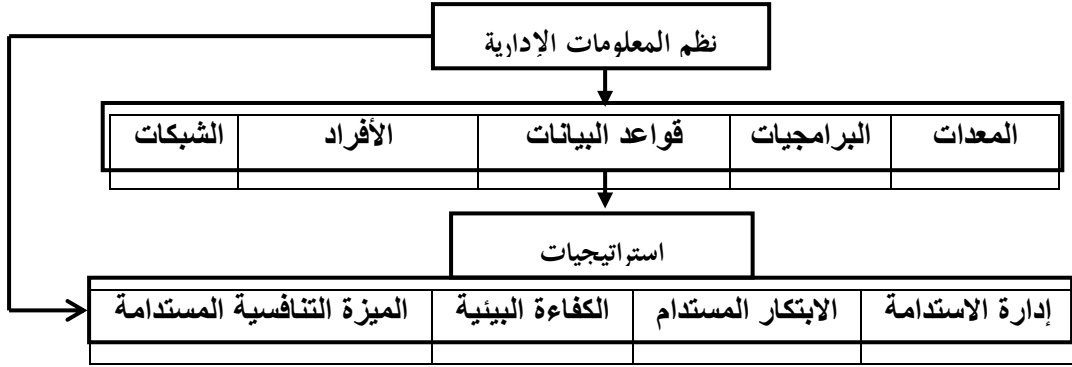 نظم المعلومات الإدارية
المعدات البرامجيات قواعد البيانات الأفراد الشبكات
استراتيجيات
إدارة الاستدامة الابتكار المستدام الكفاءة البيئية الميزة التنافسية المستدامة